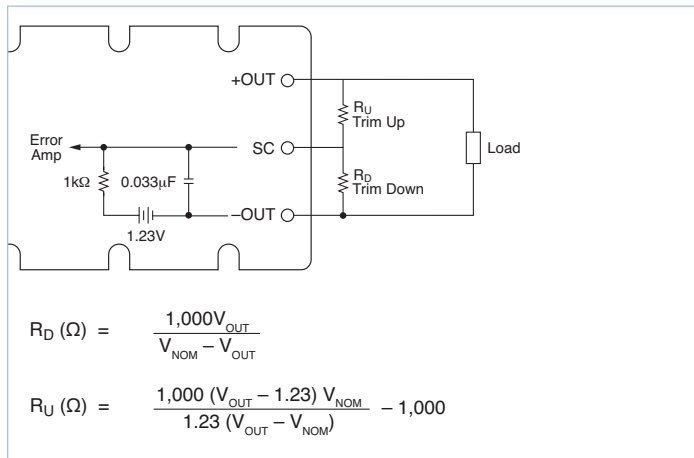 +OUT
R_U
Trim Up
Error
Amp
SC
Load
R_D
Trim Down
1kΩ
0.033µF
–OUT
1.23V
R_D (Ω) = 1,000V_OUT / V_NOM – V_OUT
R_U (Ω) = 1,000 (V_OUT – 1.23) V_NOM / 1.23 (V_OUT – V_NOM) – 1,000